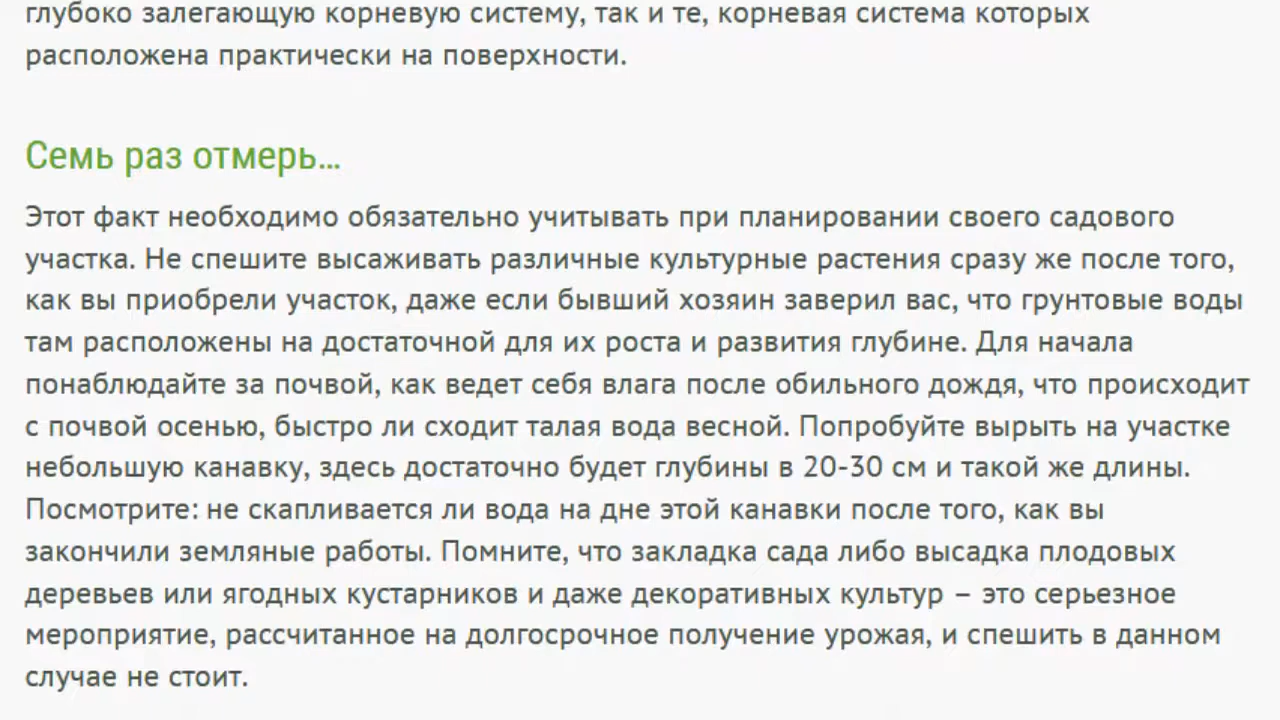 глубоко залегающую корневую систему, так и те, корневая система которых
расположена практически на поверхности.
Семь раз отмерь...
Этот факт необходимо обязательно учитывать при планировании своего садового
участка. Не спешите высаживать различные культурные растения сразу же после того,
как вы приобрели участок, даже если бывший хозяин заверил вас, что грунтовые воды
там расположены на достаточной для их роста и развития глубине. Для начала
понаблюдайте за почвой, как ведет себя влага после обильного дождя, что происходит
с почвой осенью, быстро ли сходит талая вода весной. Попробуйте вырыть на участке
небольшую канавку, здесь достаточно будет глубины в 20-30 см и такой же длины.
Посмотрите: не скапливается ли вода на дне этой канавки после того, как вы
закончили земляные работы. Помните, что закладка сада либо высадка плодовых
деревьев или ягодных кустарников и даже декоративных культур – это серьезное
мероприятие, рассчитанное на долгосрочное получение урожая, и спешить в данном
случае не стоит.